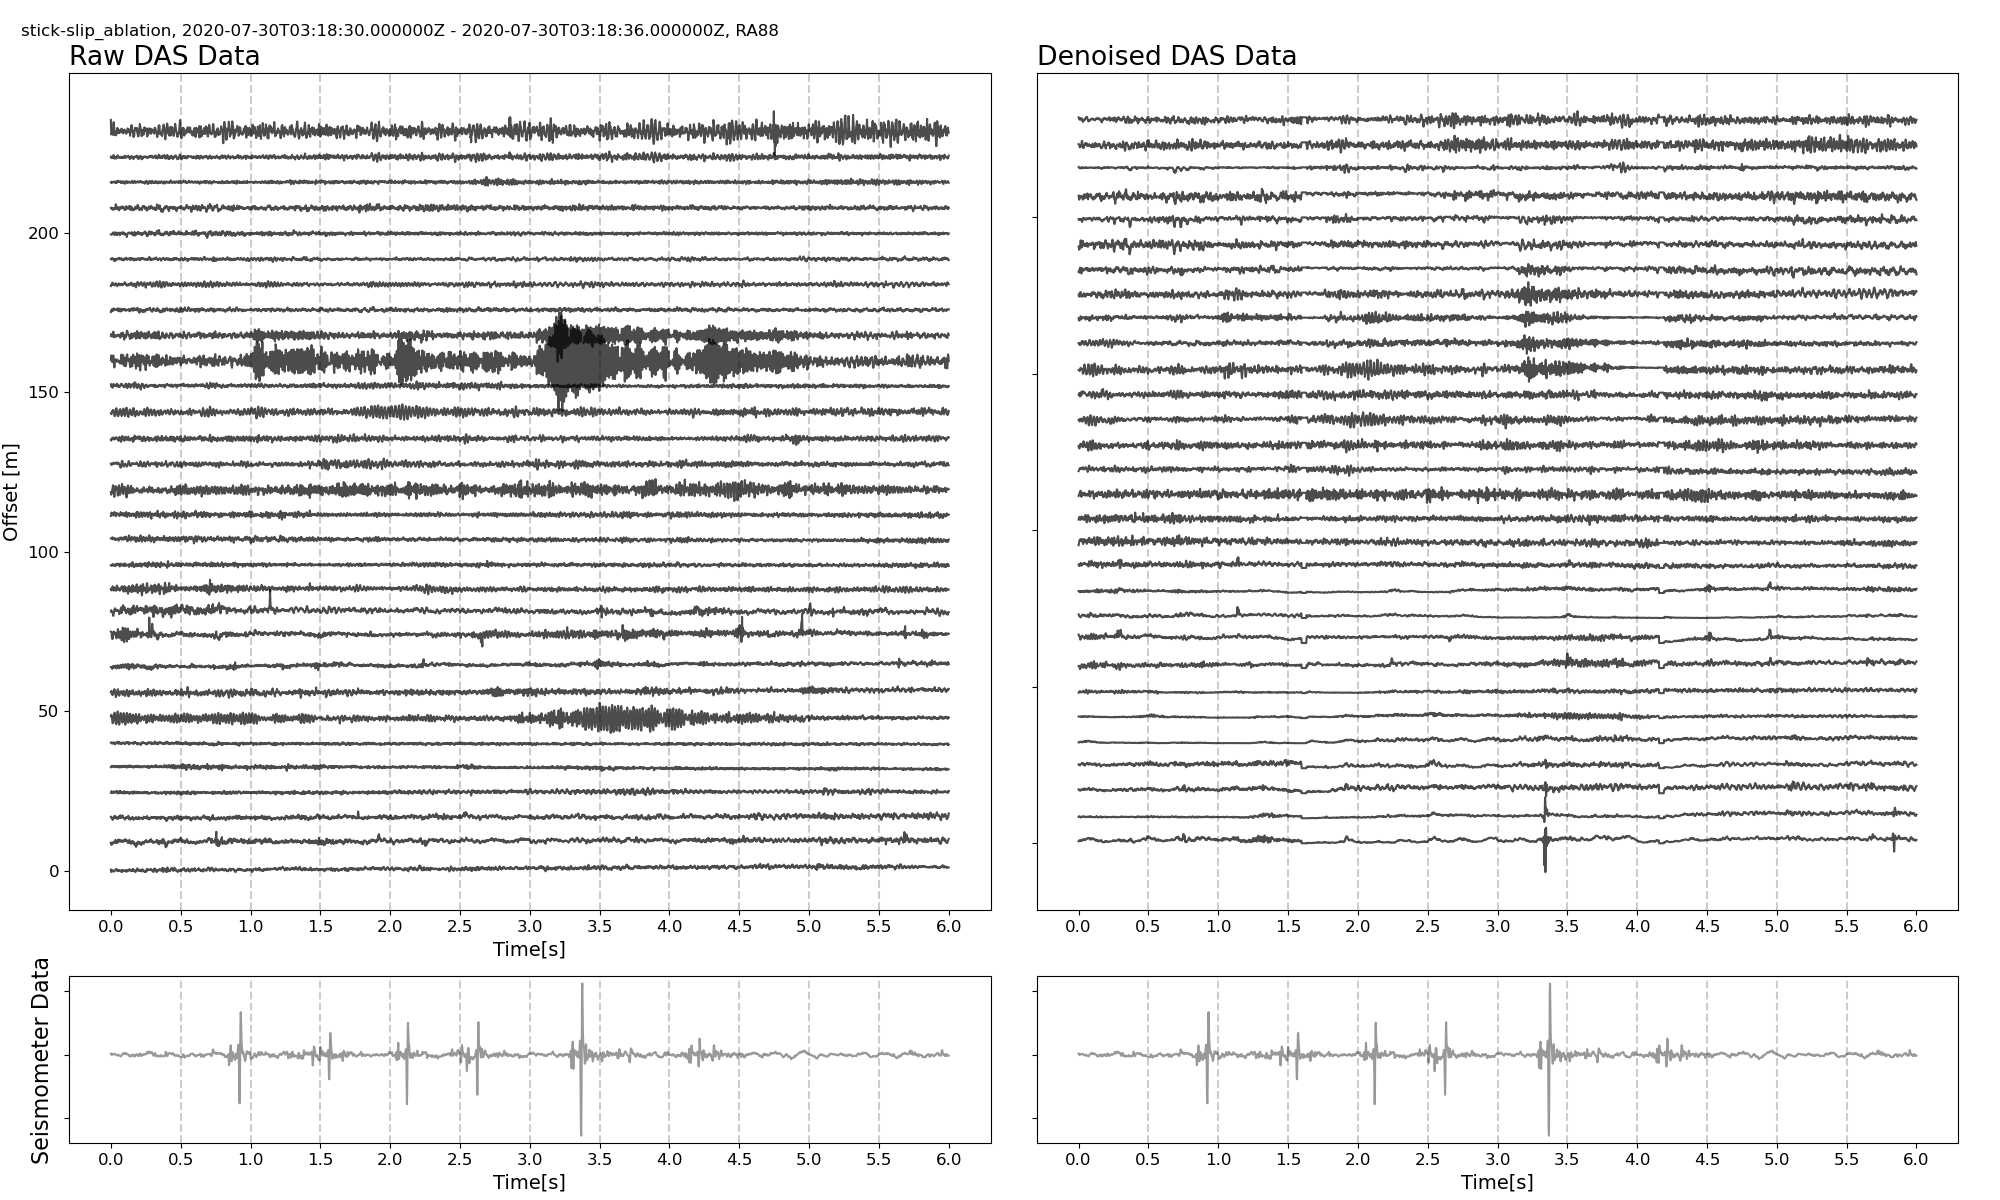 stick-slip_ablation, 2020-07-30T03:18:30.000000Z - 2020-07-30T03:18:36.000000Z, RA88
Raw DAS Data
Denoised DAS Data
Offset [m]
200
150
100
50
0
0.0 0.5 1.0 1.5 2.0 2.5 3.0 3.5 4.0 4.5 5.0 5.5 6.0
Time[s]
0.0 0.5 1.0 1.5 2.0 2.5 3.0 3.5 4.0 4.5 5.0 5.5 6.0
Seismometer Data
0.0 0.5 1.0 1.5 2.0 2.5 3.0 3.5 4.0 4.5 5.0 5.5 6.0
Time[s]
0.0 0.5 1.0 1.5 2.0 2.5 3.0 3.5 4.0 4.5 5.0 5.5 6.0
Time[s]